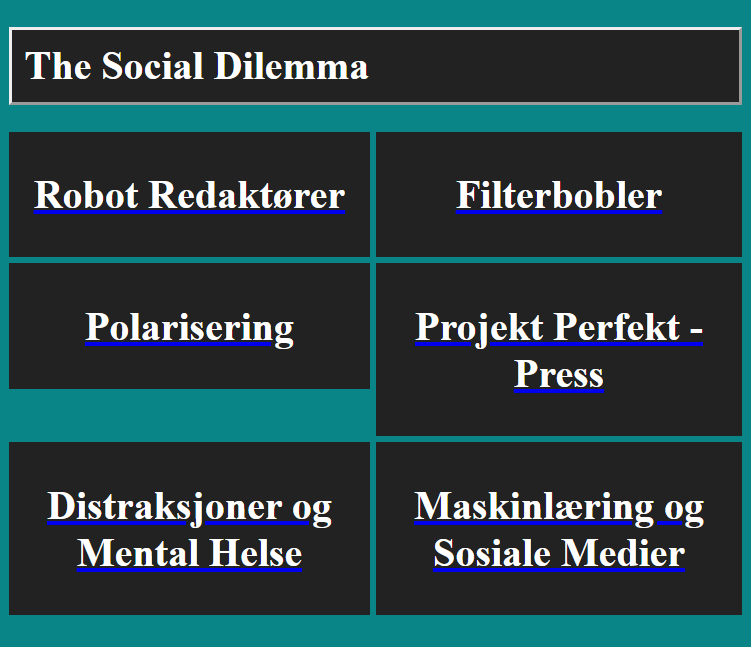 The Social Dilemma
Robot Redaktører
Filterbobler
Polarisering
Projekt Perfekt -
Press
Distraksjoner og
Mental Helse
Maskinlæring og
Sosiale Medier